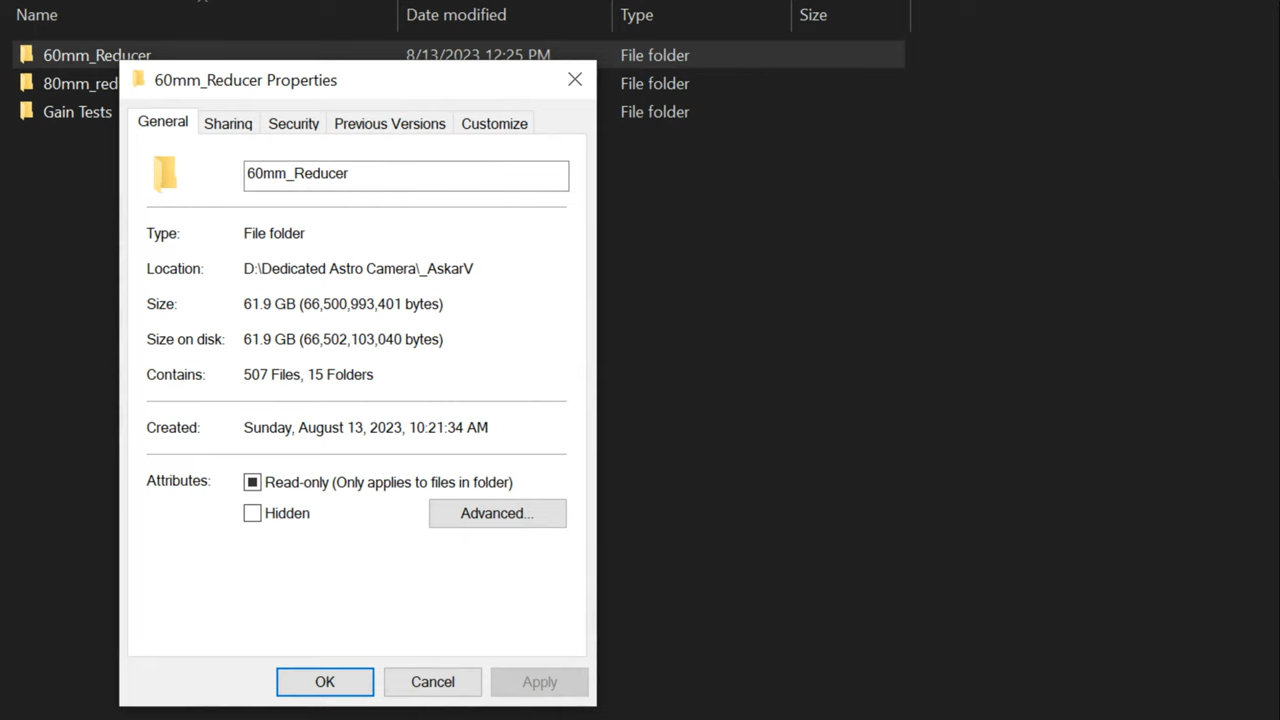 Name Date modified Type Size
60mm_Reducer 8/13/2023 12:25 PM File folder
80mm_red File folder
Gain Tests File folder
60mm_Reducer Properties
General Sharing Security Previous Versions Customize
60mm_Reducer
Type: File folder
Location: D:\Dedicated Astro Camera\_AskarV
Size: 61.9 GB (66,500,993,401 bytes)
Size on disk: 61.9 GB (66,502,103,040 bytes)
Contains: 507 Files, 15 Folders
Created: Sunday, August 13, 2023, 10:21:34 AM
Attributes: Read-only (Only applies to files in folder)
Hidden Advanced...
OK Cancel Apply